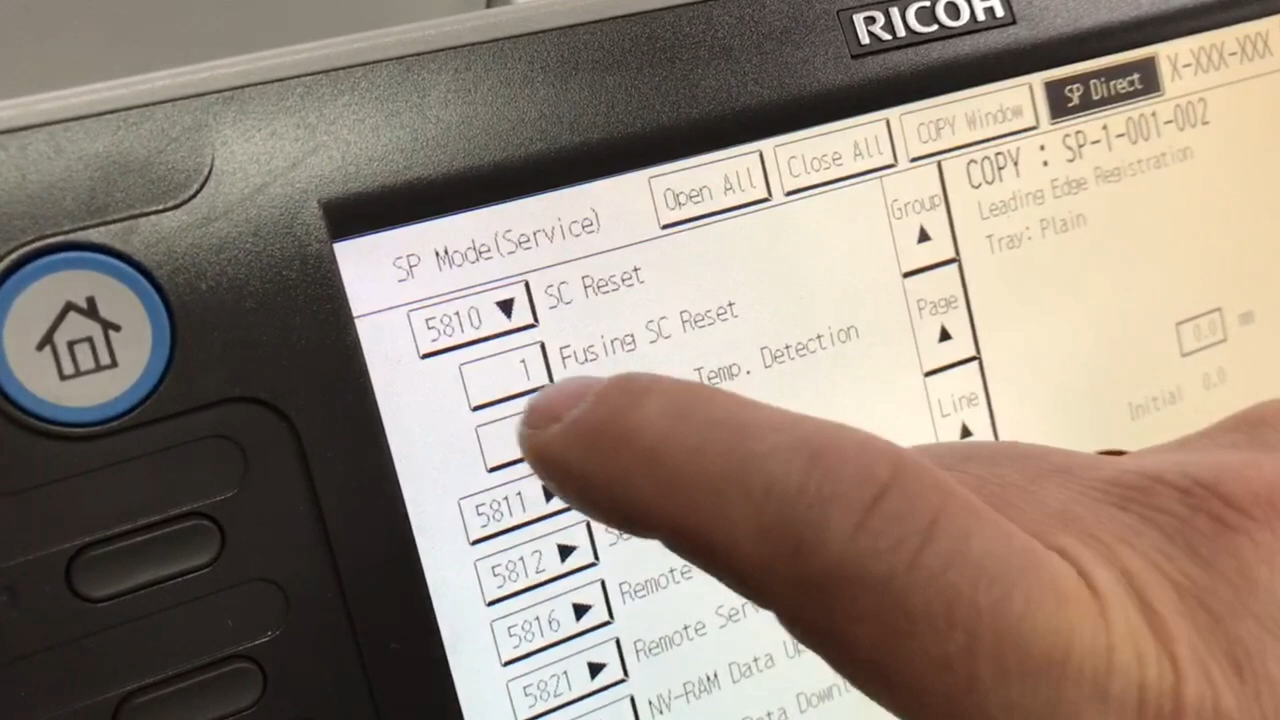 RICOH
SP Mode(Service)
Open All
Close All
COPY Window
SP Direct
X-XXX-XXX
COPY : SP-1-001-002
Leading Edge Registration
Tray: Plain
0.0 mm
Initial 0.0
Group
Page
Line
5810 SC Reset
1 Fusing SC Reset
Temp. Detection
5811
5812
5816 Remote
5821 Remote
NV-RAM Data